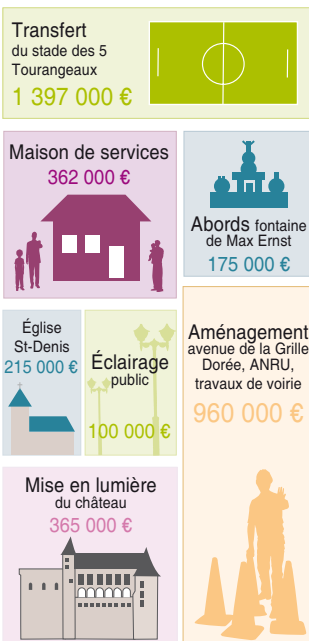 Transfert
du stade des 5
Tourangeaux
1 397 000 €
Maison de services
362 000 €
Abords fontaine
de Max Ernst
175 000 €
Église
St-Denis
215 000 €
Éclairage
public
100 000 €
Aménagement
avenue de la Grille
Dorée, ANRU,
travaux de voirie
960 000 €
Mise en lumière
du château
365 000 €